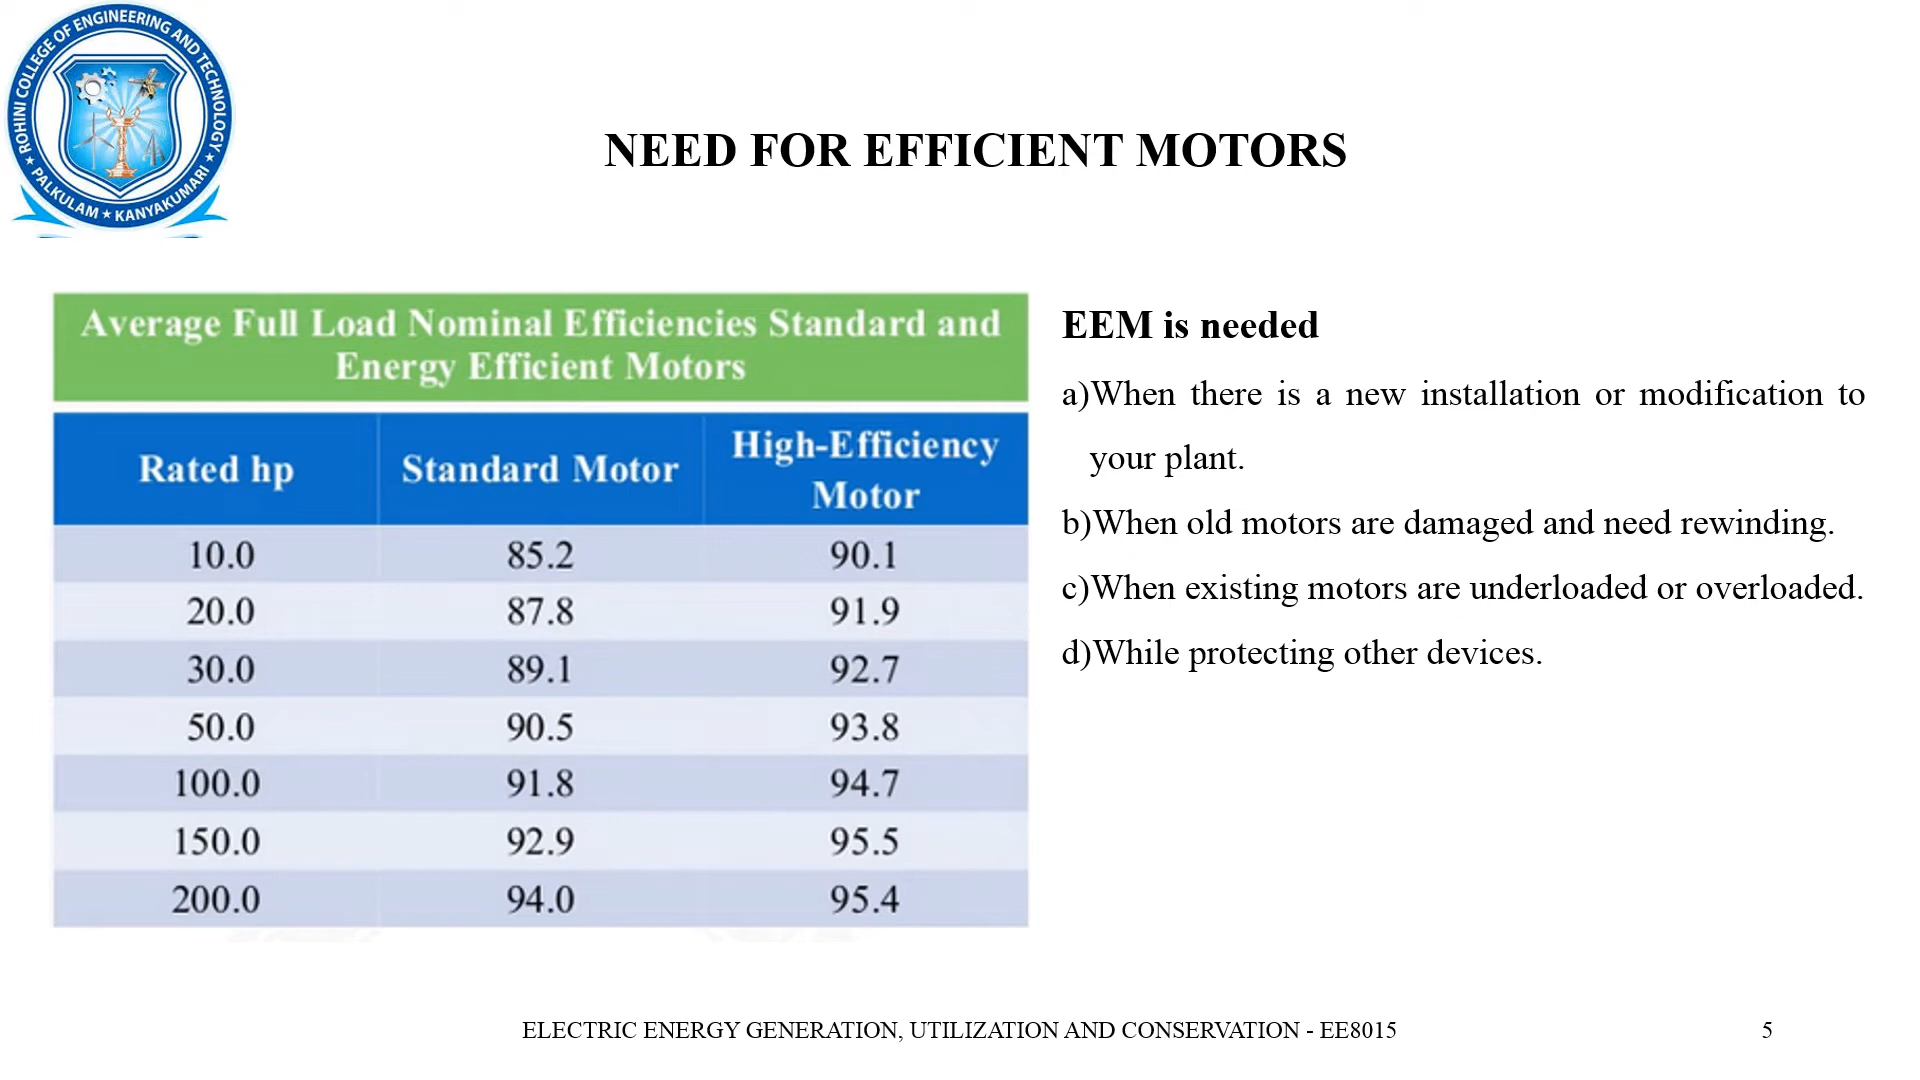 ROHINI COLLEGE OF ENGINEERING AND TECHNOLOGY
★ PALKULAM ★ KANYAKUMARI ★
NEED FOR EFFICIENT MOTORS
Average Full Load Nominal Efficiencies Standard and
Energy Efficient Motors
Rated hp Standard Motor High-Efficiency Motor
10.0 85.2 90.1
20.0 87.8 91.9
30.0 89.1 92.7
50.0 90.5 93.8
100.0 91.8 94.7
150.0 92.9 95.5
200.0 94.0 95.4
EEM is needed
a)When there is a new installation or modification to
your plant.
b)When old motors are damaged and need rewinding.
c)When existing motors are underloaded or overloaded.
d)While protecting other devices.
ELECTRIC ENERGY GENERATION, UTILIZATION AND CONSERVATION - EE8015
5